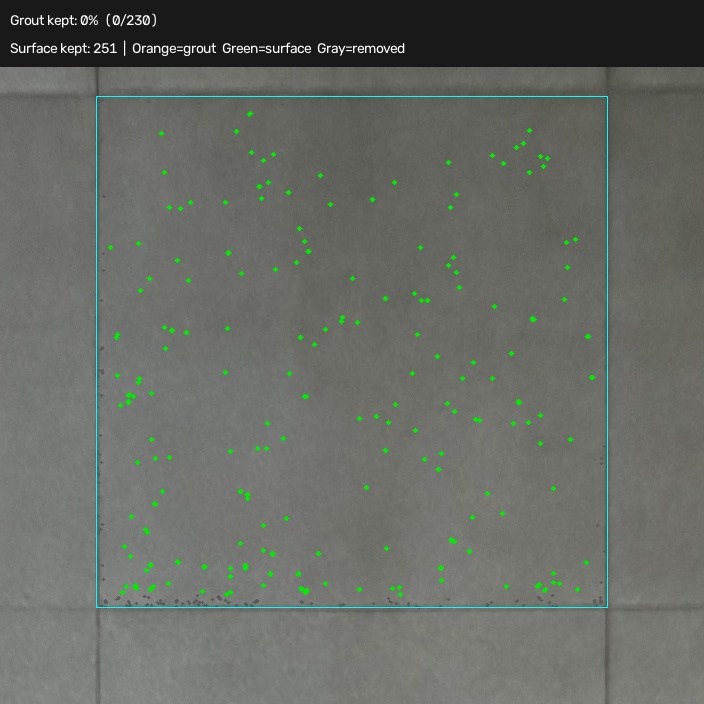 Grout kept: 0% (0/230)
Surface kept: 251 | Orange=grout Green=surface Gray=removed